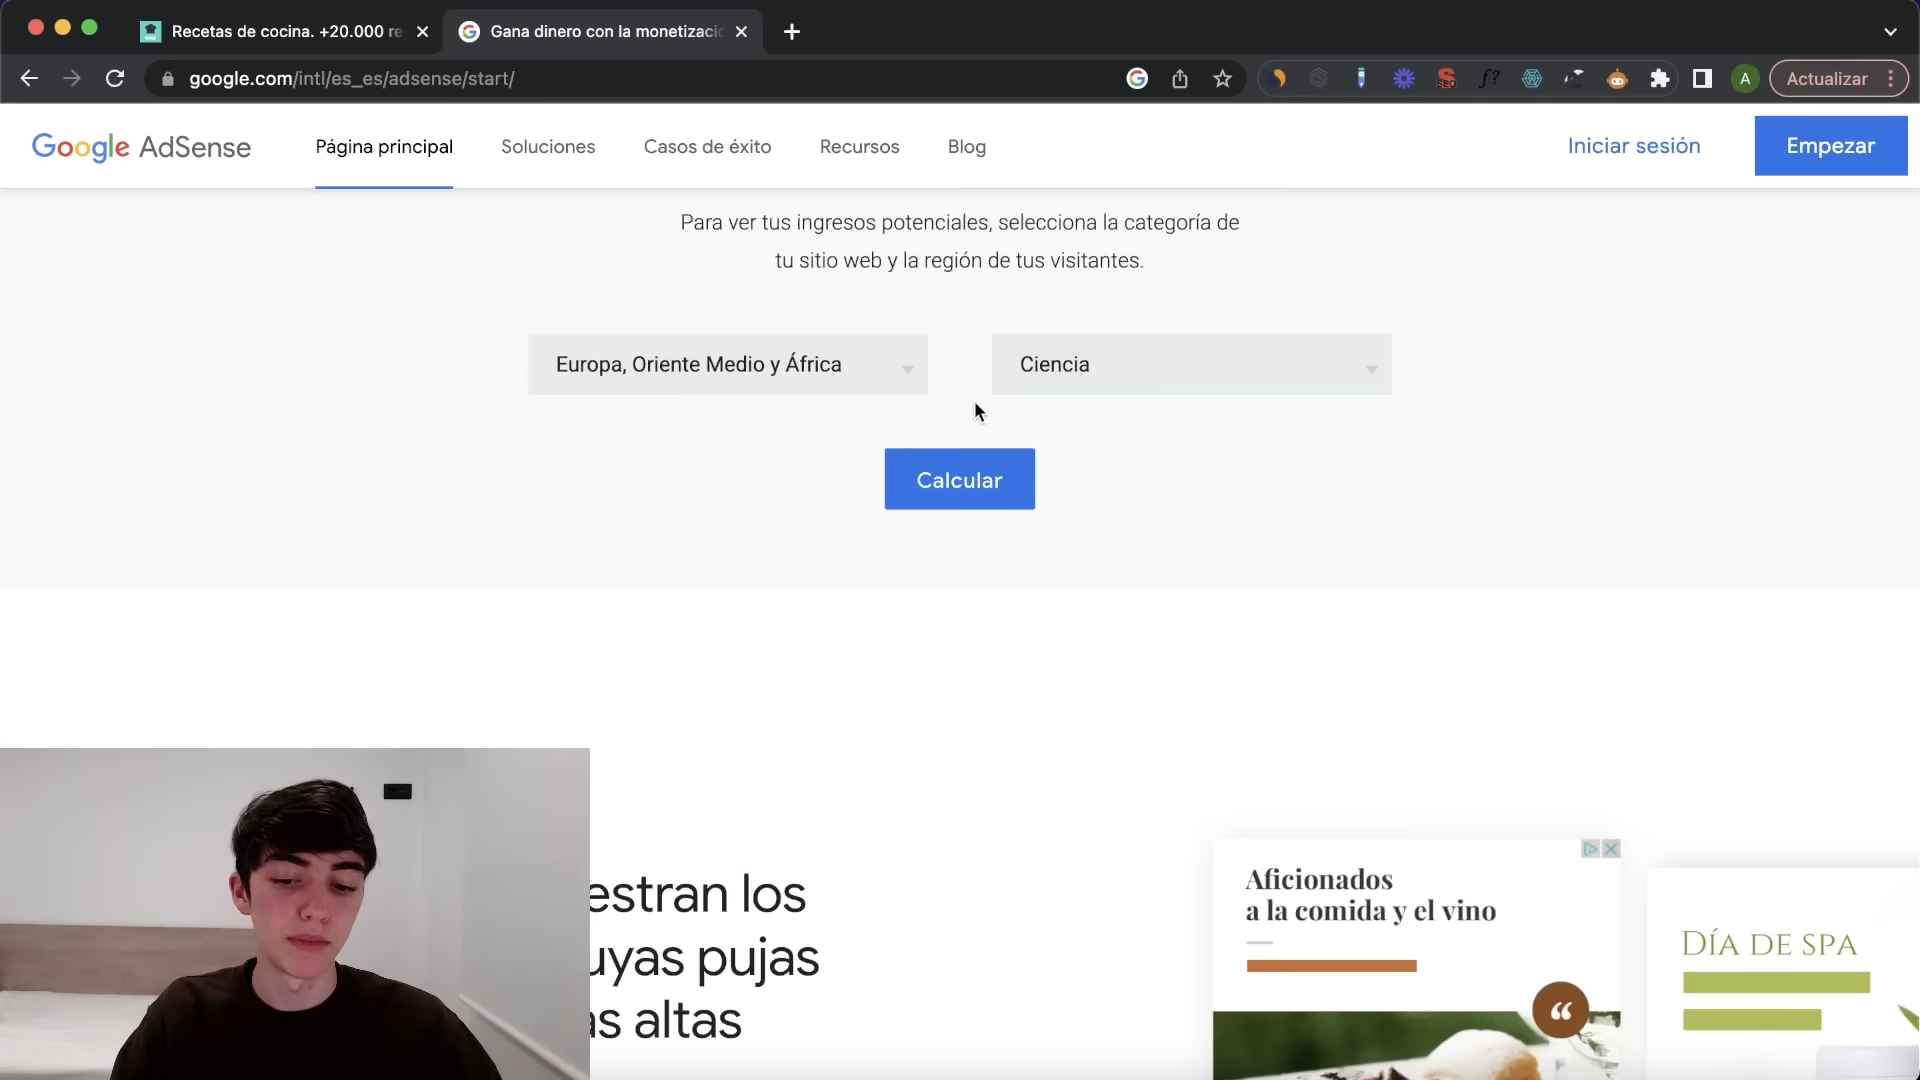 Recetas de cocina. +20.000 re
Gana dinero con la monetizació
google.com/intl/es_es/adsense/start/
SEO
f?
A
Actualizar
Google AdSense
Página principal
Soluciones
Casos de éxito
Recursos
Blog
Iniciar sesión
Empezar
Para ver tus ingresos potenciales, selecciona la categoría de
tu sitio web y la región de tus visitantes.
Europa, Oriente Medio y África
Ciencia
Calcular
estran los
uyas pujas
as altas
Aficionados
a la comida y el vino
DÍA DE SPA